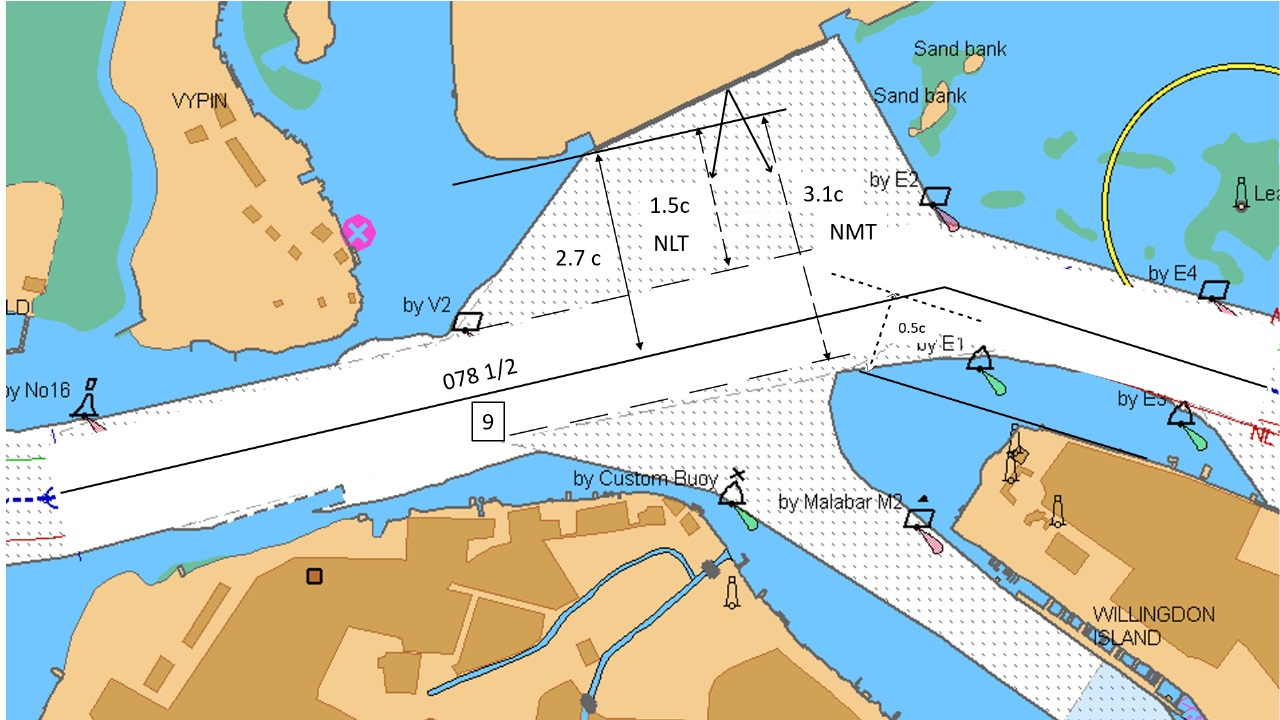 Sand bank
VYPIN
Sand bank
by E2
3.1c
1.5c
NMT
NLT
2.7 c
by E4
by V2
0.5c
by E1
078 1/2
by No16
by E3
9
by Custom Buoy
by Malabar M2
WILLINGDON
ISLAND